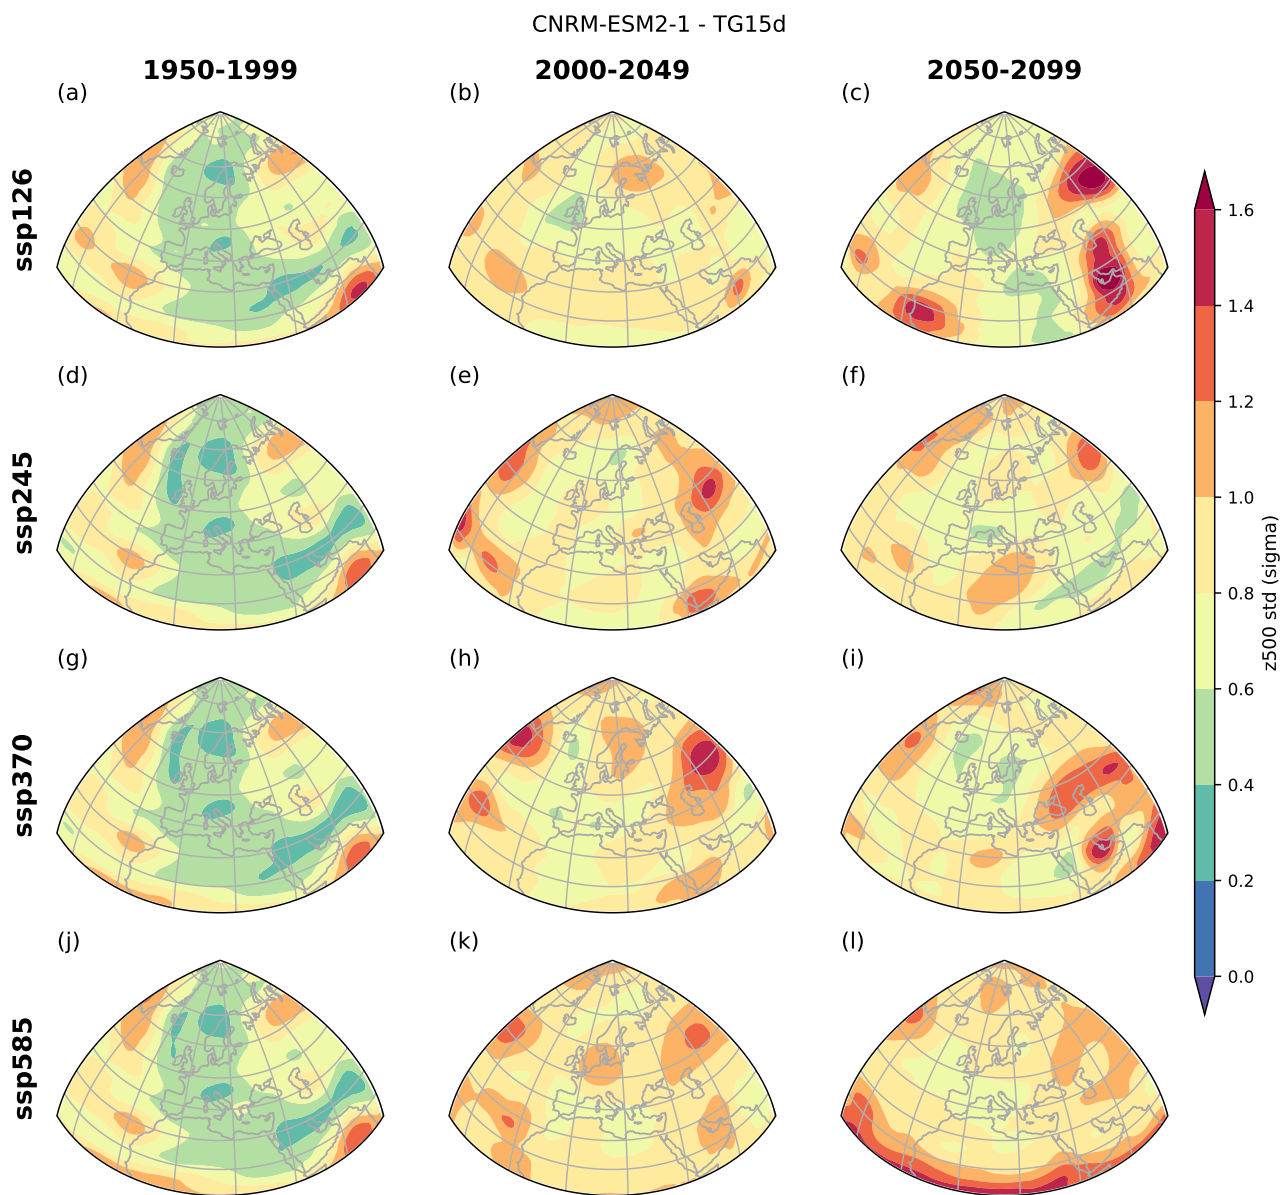 CNRM-ESM2-1 - TG15d
1950-1999
2000-2049
2050-2099
(a)
(b)
(c)
ssp126
(d)
(e)
(f)
ssp245
(g)
(h)
(i)
ssp370
(j)
(k)
(l)
ssp585
1.6
1.4
1.2
1.0
0.8
0.6
0.4
0.2
0.0
z500 std (sigma)